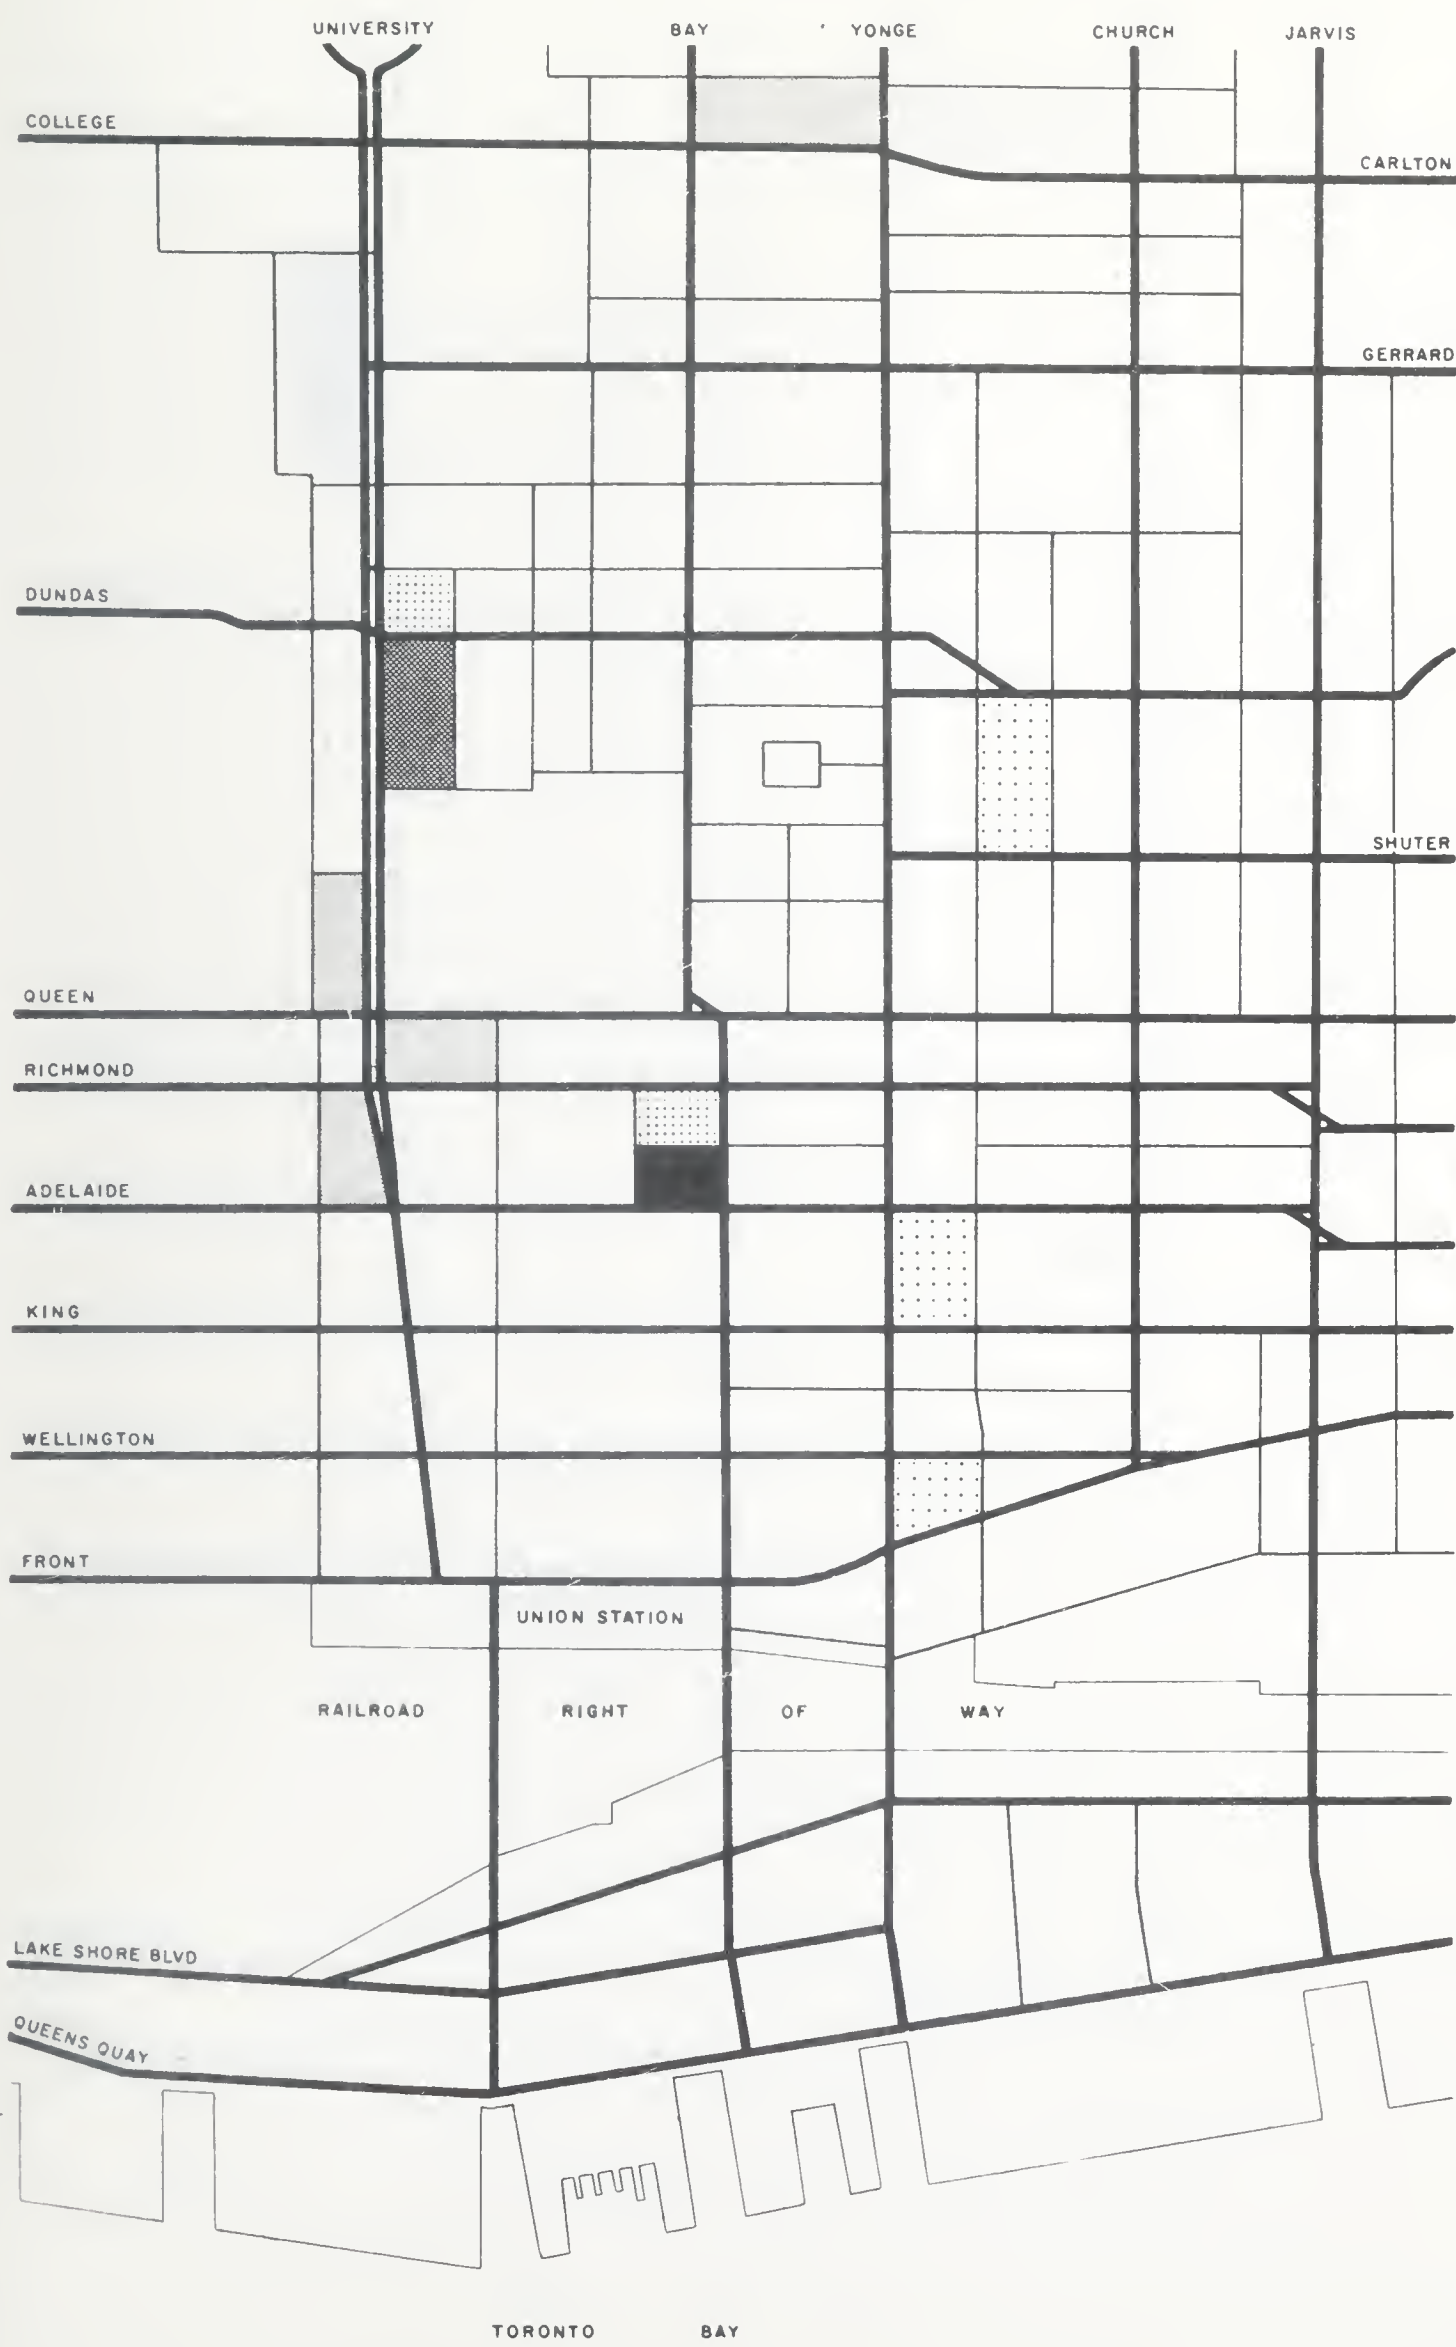 UNIVERSITY
BAY
YONGE
CHURCH
JARVIS
COLLEGE
CARLTON
GERRARD
DUNDAS
SHUTER
QUEEN
RICHMOND
ADELAIDE
KING
WELLINGTON
FRONT
UNION STATION
RAILROAD RIGHT OF WAY
LAKE SHORE BLVD
QUEENS QUAY
TORONTO BAY